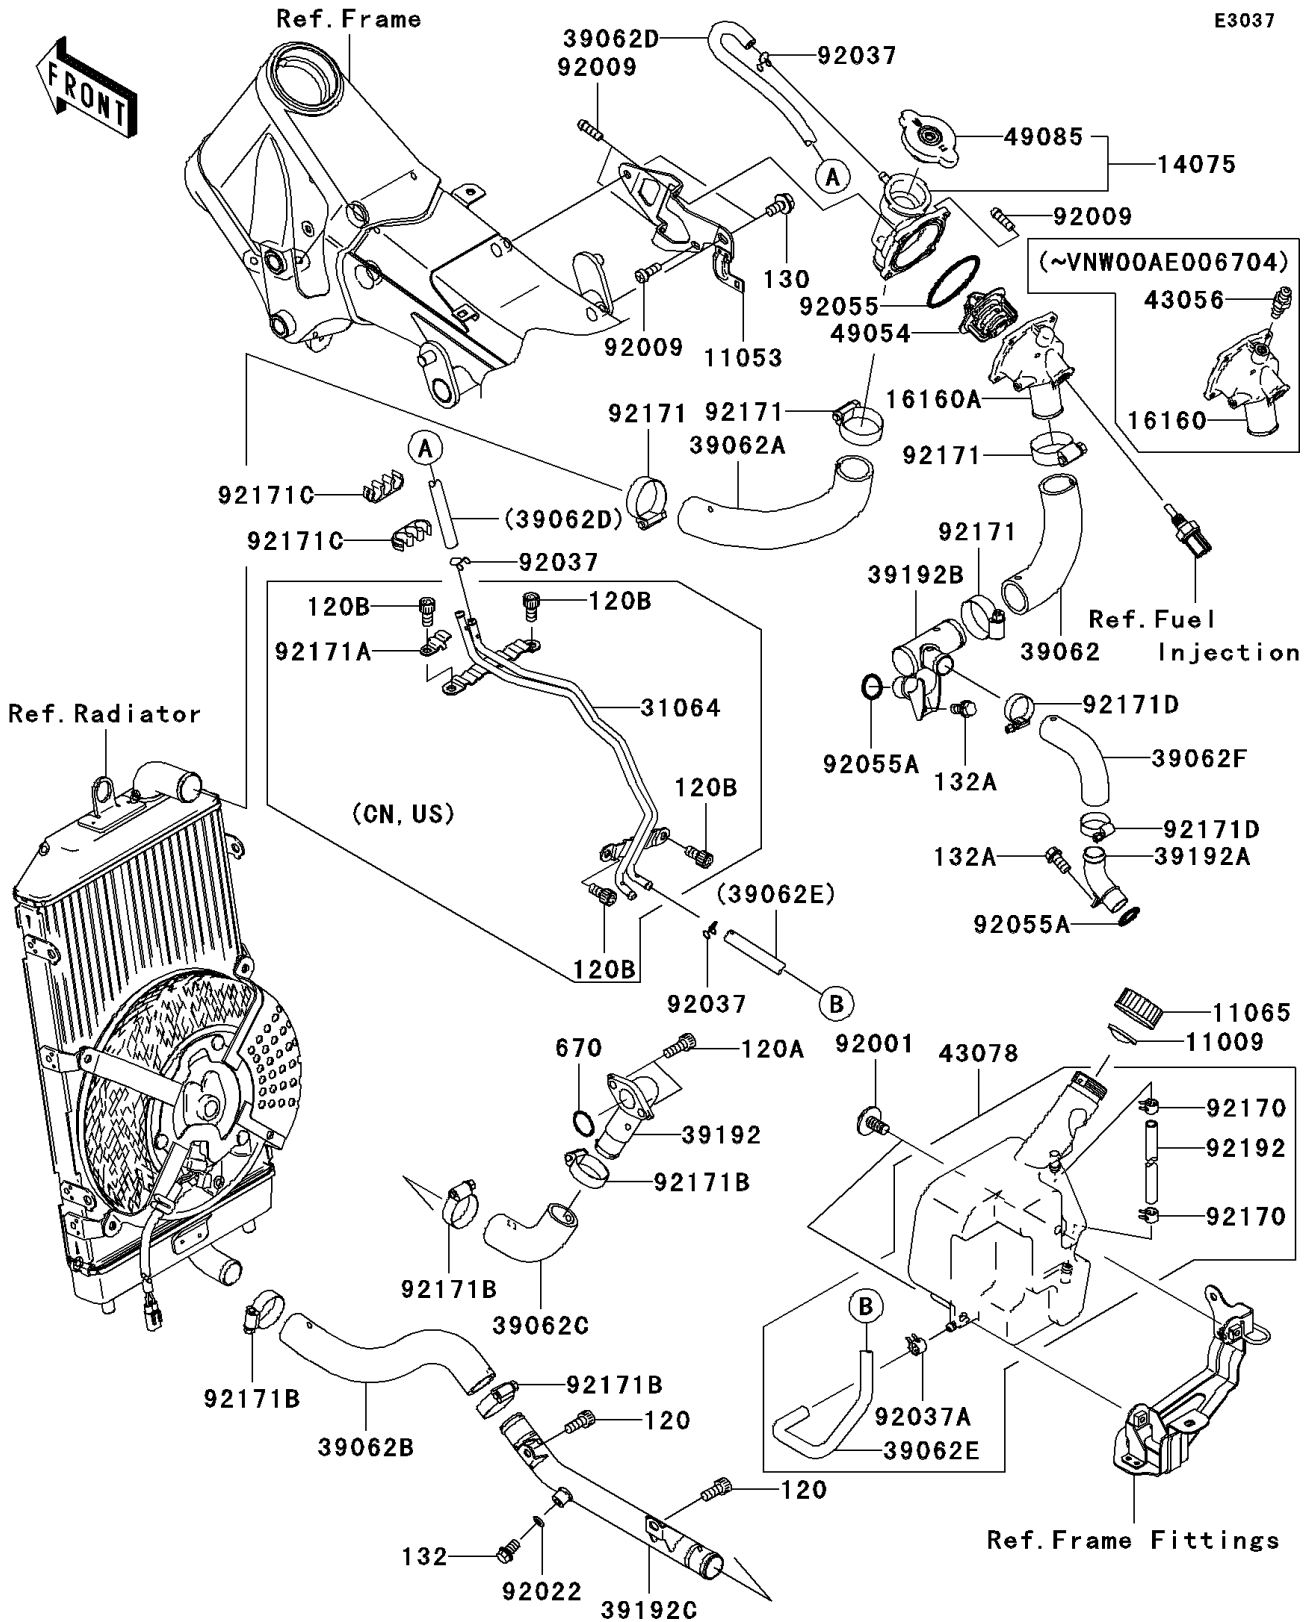 Ref.Frame
E3037
39062D
92037
92009
FRONT
49085
14075
A
92009
(~VNW00AE006704)
130
43056
92055
49054
92009
11053
16160A
16160
92171
92171
39062A
92171
A
92171C
(39062D)
92171C
92037
92171
39192B
120B
120B
Ref.Fuel
Injection
92171A
39062
Ref.Radiator
31064
92171D
92055A
39062F
132A
120B
(CN,US)
92171D
132A
39192A
(39062E)
92055A
120B
92037
B
11065
670
120A
92001
43078
11009
92170
39192
92192
92171B
92170
92171B
39062C
B
92171B
92171B
120
92037A
39062B
39062E
120
Ref.Frame Fittings
132
92022
39192C